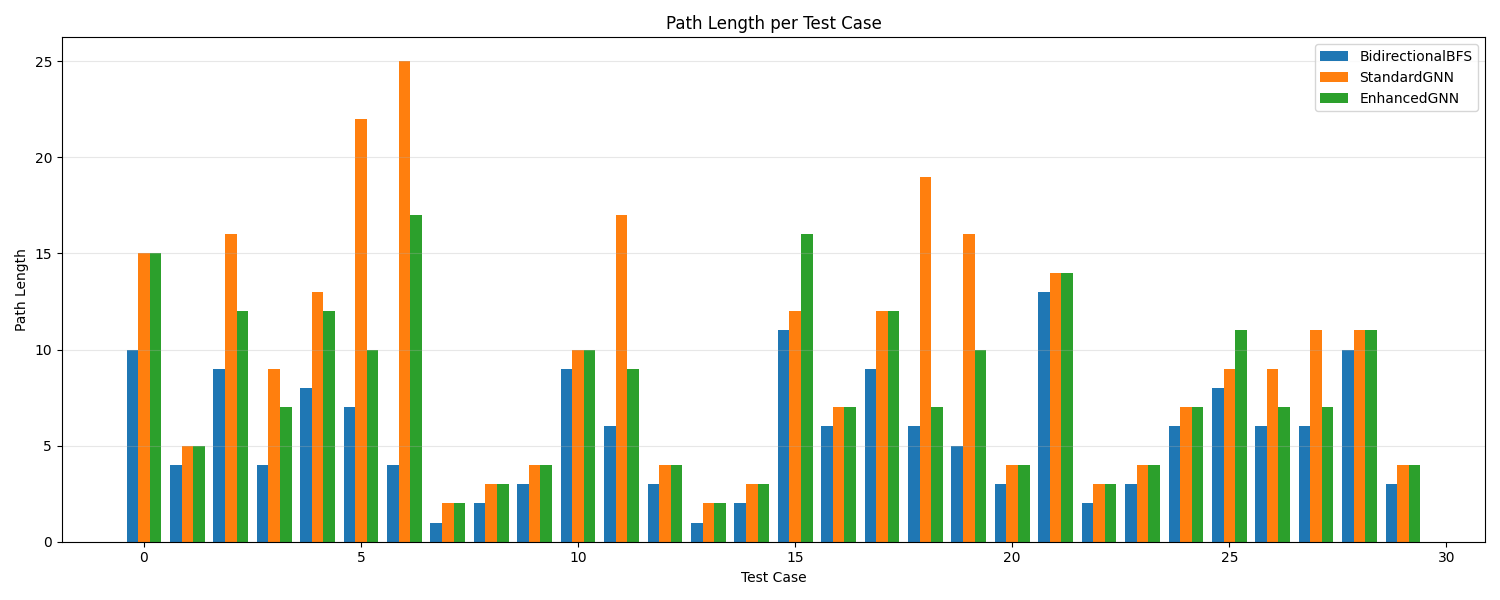 Path Length per Test Case
BidirectionalBFS
StandardGNN
EnhancedGNN
Path Length
25
20
15
10
5
0
0 5 10 15 20 25 30
Test Case